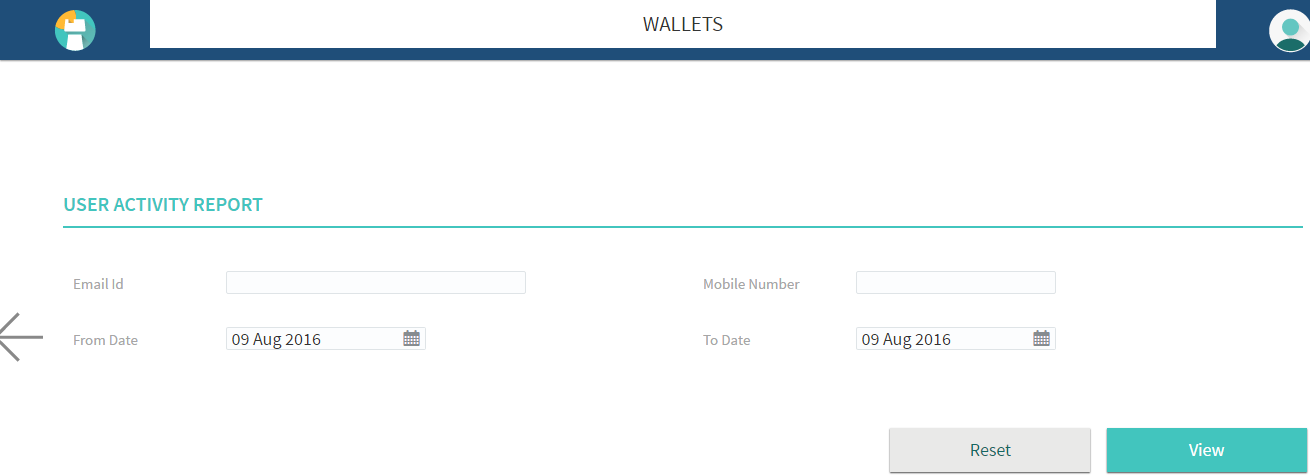 WALLETS
USER ACTIVITY REPORT
Email Id
Mobile Number
From Date 09 Aug 2016
To Date 09 Aug 2016
Reset View